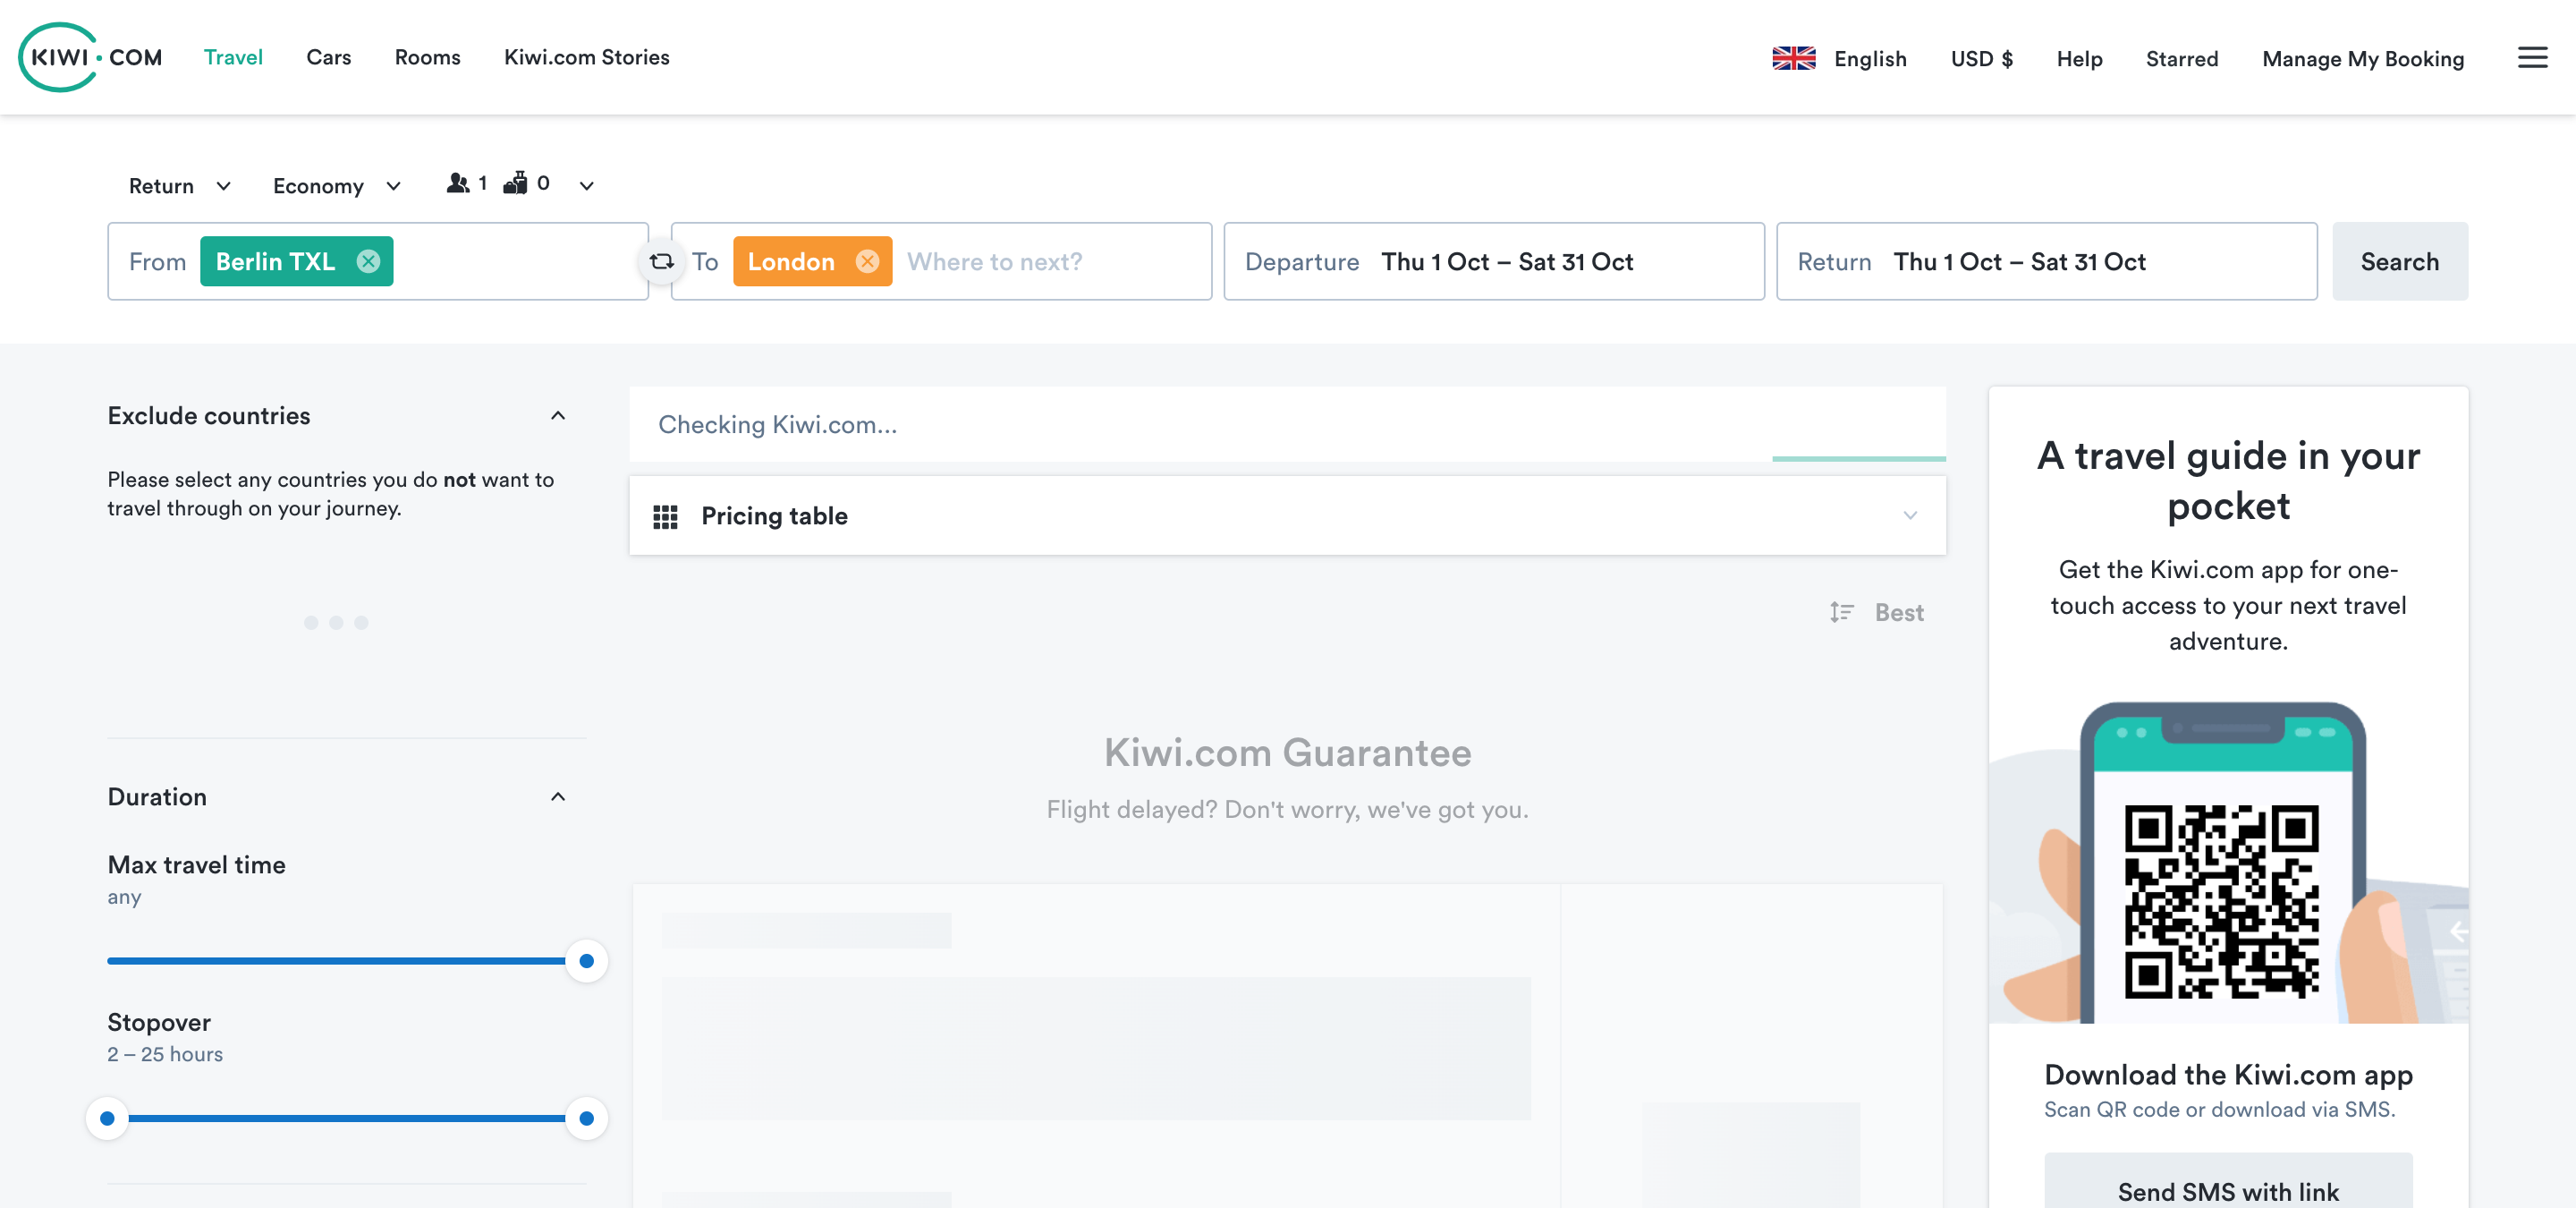 KIWI.COM
Travel
Cars
Rooms
Kiwi.com Stories
English
USD $
Help
Starred
Manage My Booking
Return
Economy
1
0
From
Berlin TXL
To
London
Where to next?
Departure
Thu 1 Oct – Sat 31 Oct
Return
Thu 1 Oct – Sat 31 Oct
Search
Exclude countries
Please select any countries you do not want to
travel through on your journey.
Duration
Max travel time
any
Stopover
2 – 25 hours
Checking Kiwi.com...
Pricing table
Best
Kiwi.com Guarantee
Flight delayed? Don't worry, we've got you.
A travel guide in your
pocket
Get the Kiwi.com app for one-
touch access to your next travel
adventure.
Download the Kiwi.com app
Scan QR code or download via SMS.
Send SMS with link